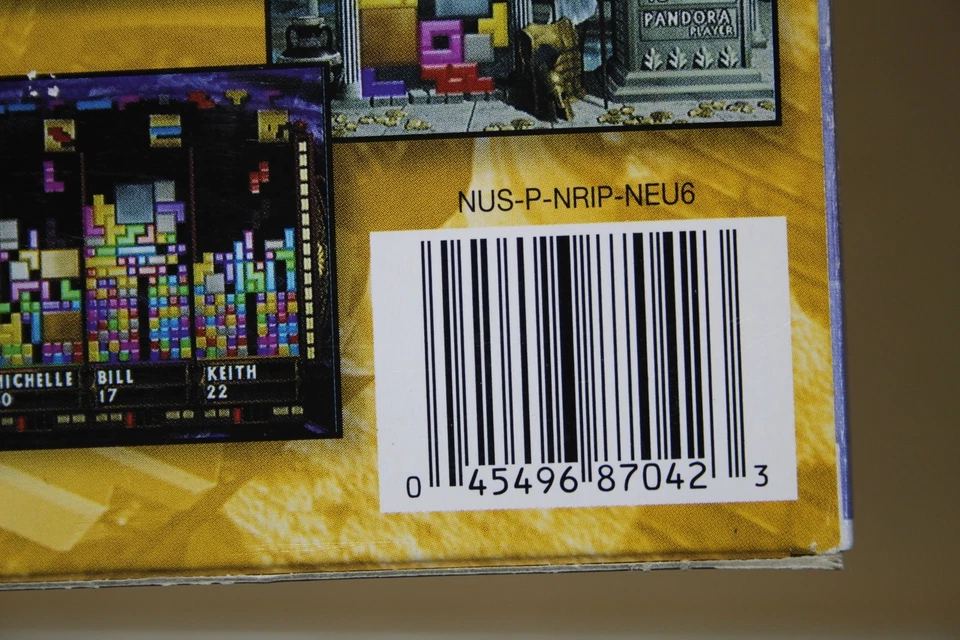 PANDORA
PLAYER
NUS-P-NRIP-NEU6
MICHELLE
BILL
17
KEITH
22
0 45496 87042 3